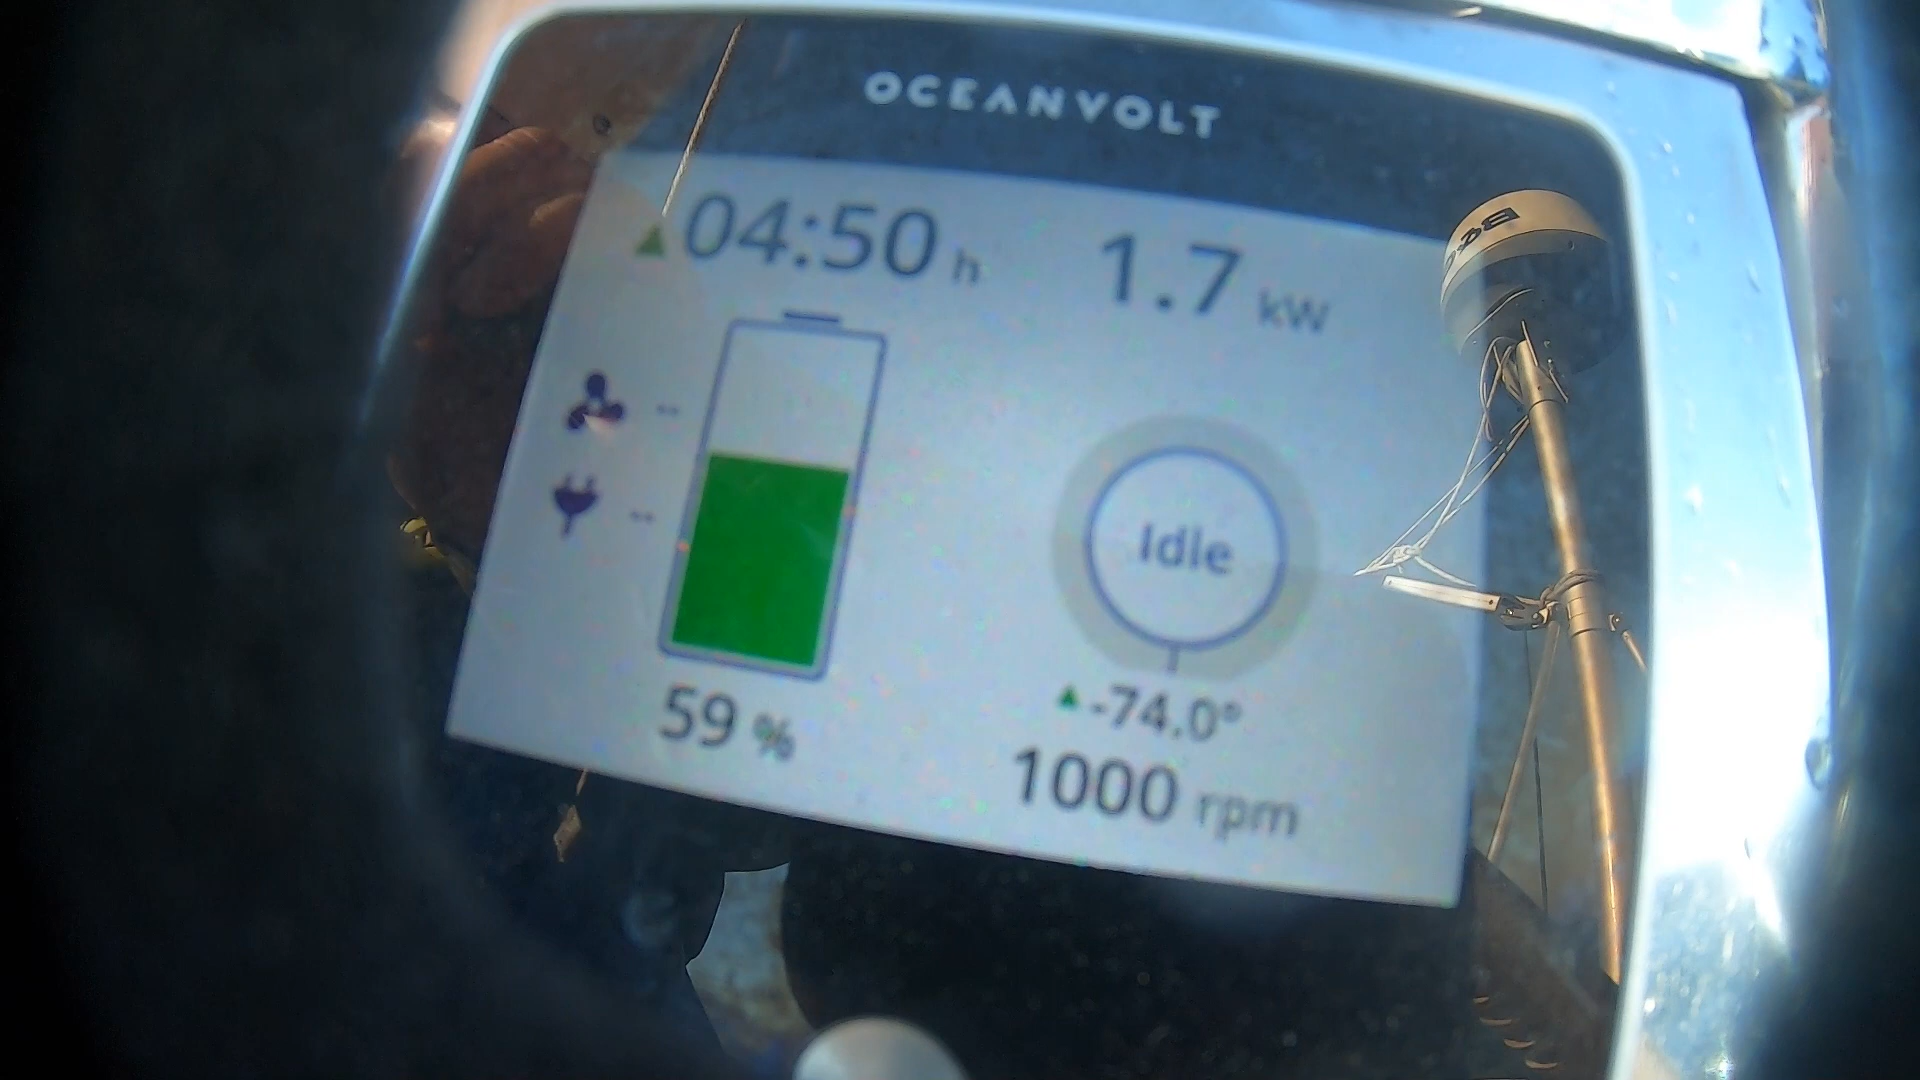 OCEANVOLT
▲04:50 h
1.7 kW
--
--
Idle
59 %
▲-74.0°
1000 rpm